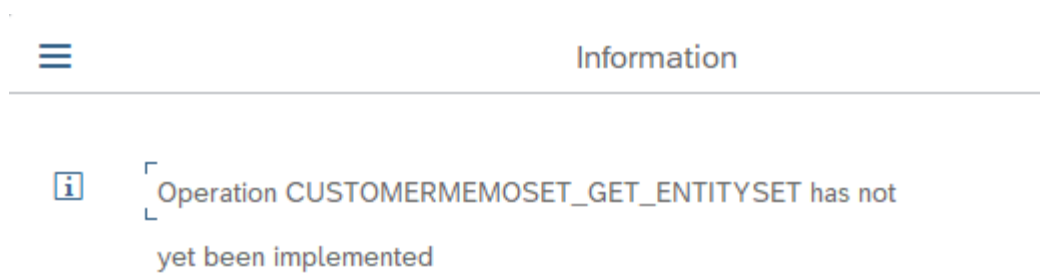 Information
Operation CUSTOMERMEMOSET_GET_ENTITYSET has not
yet been implemented